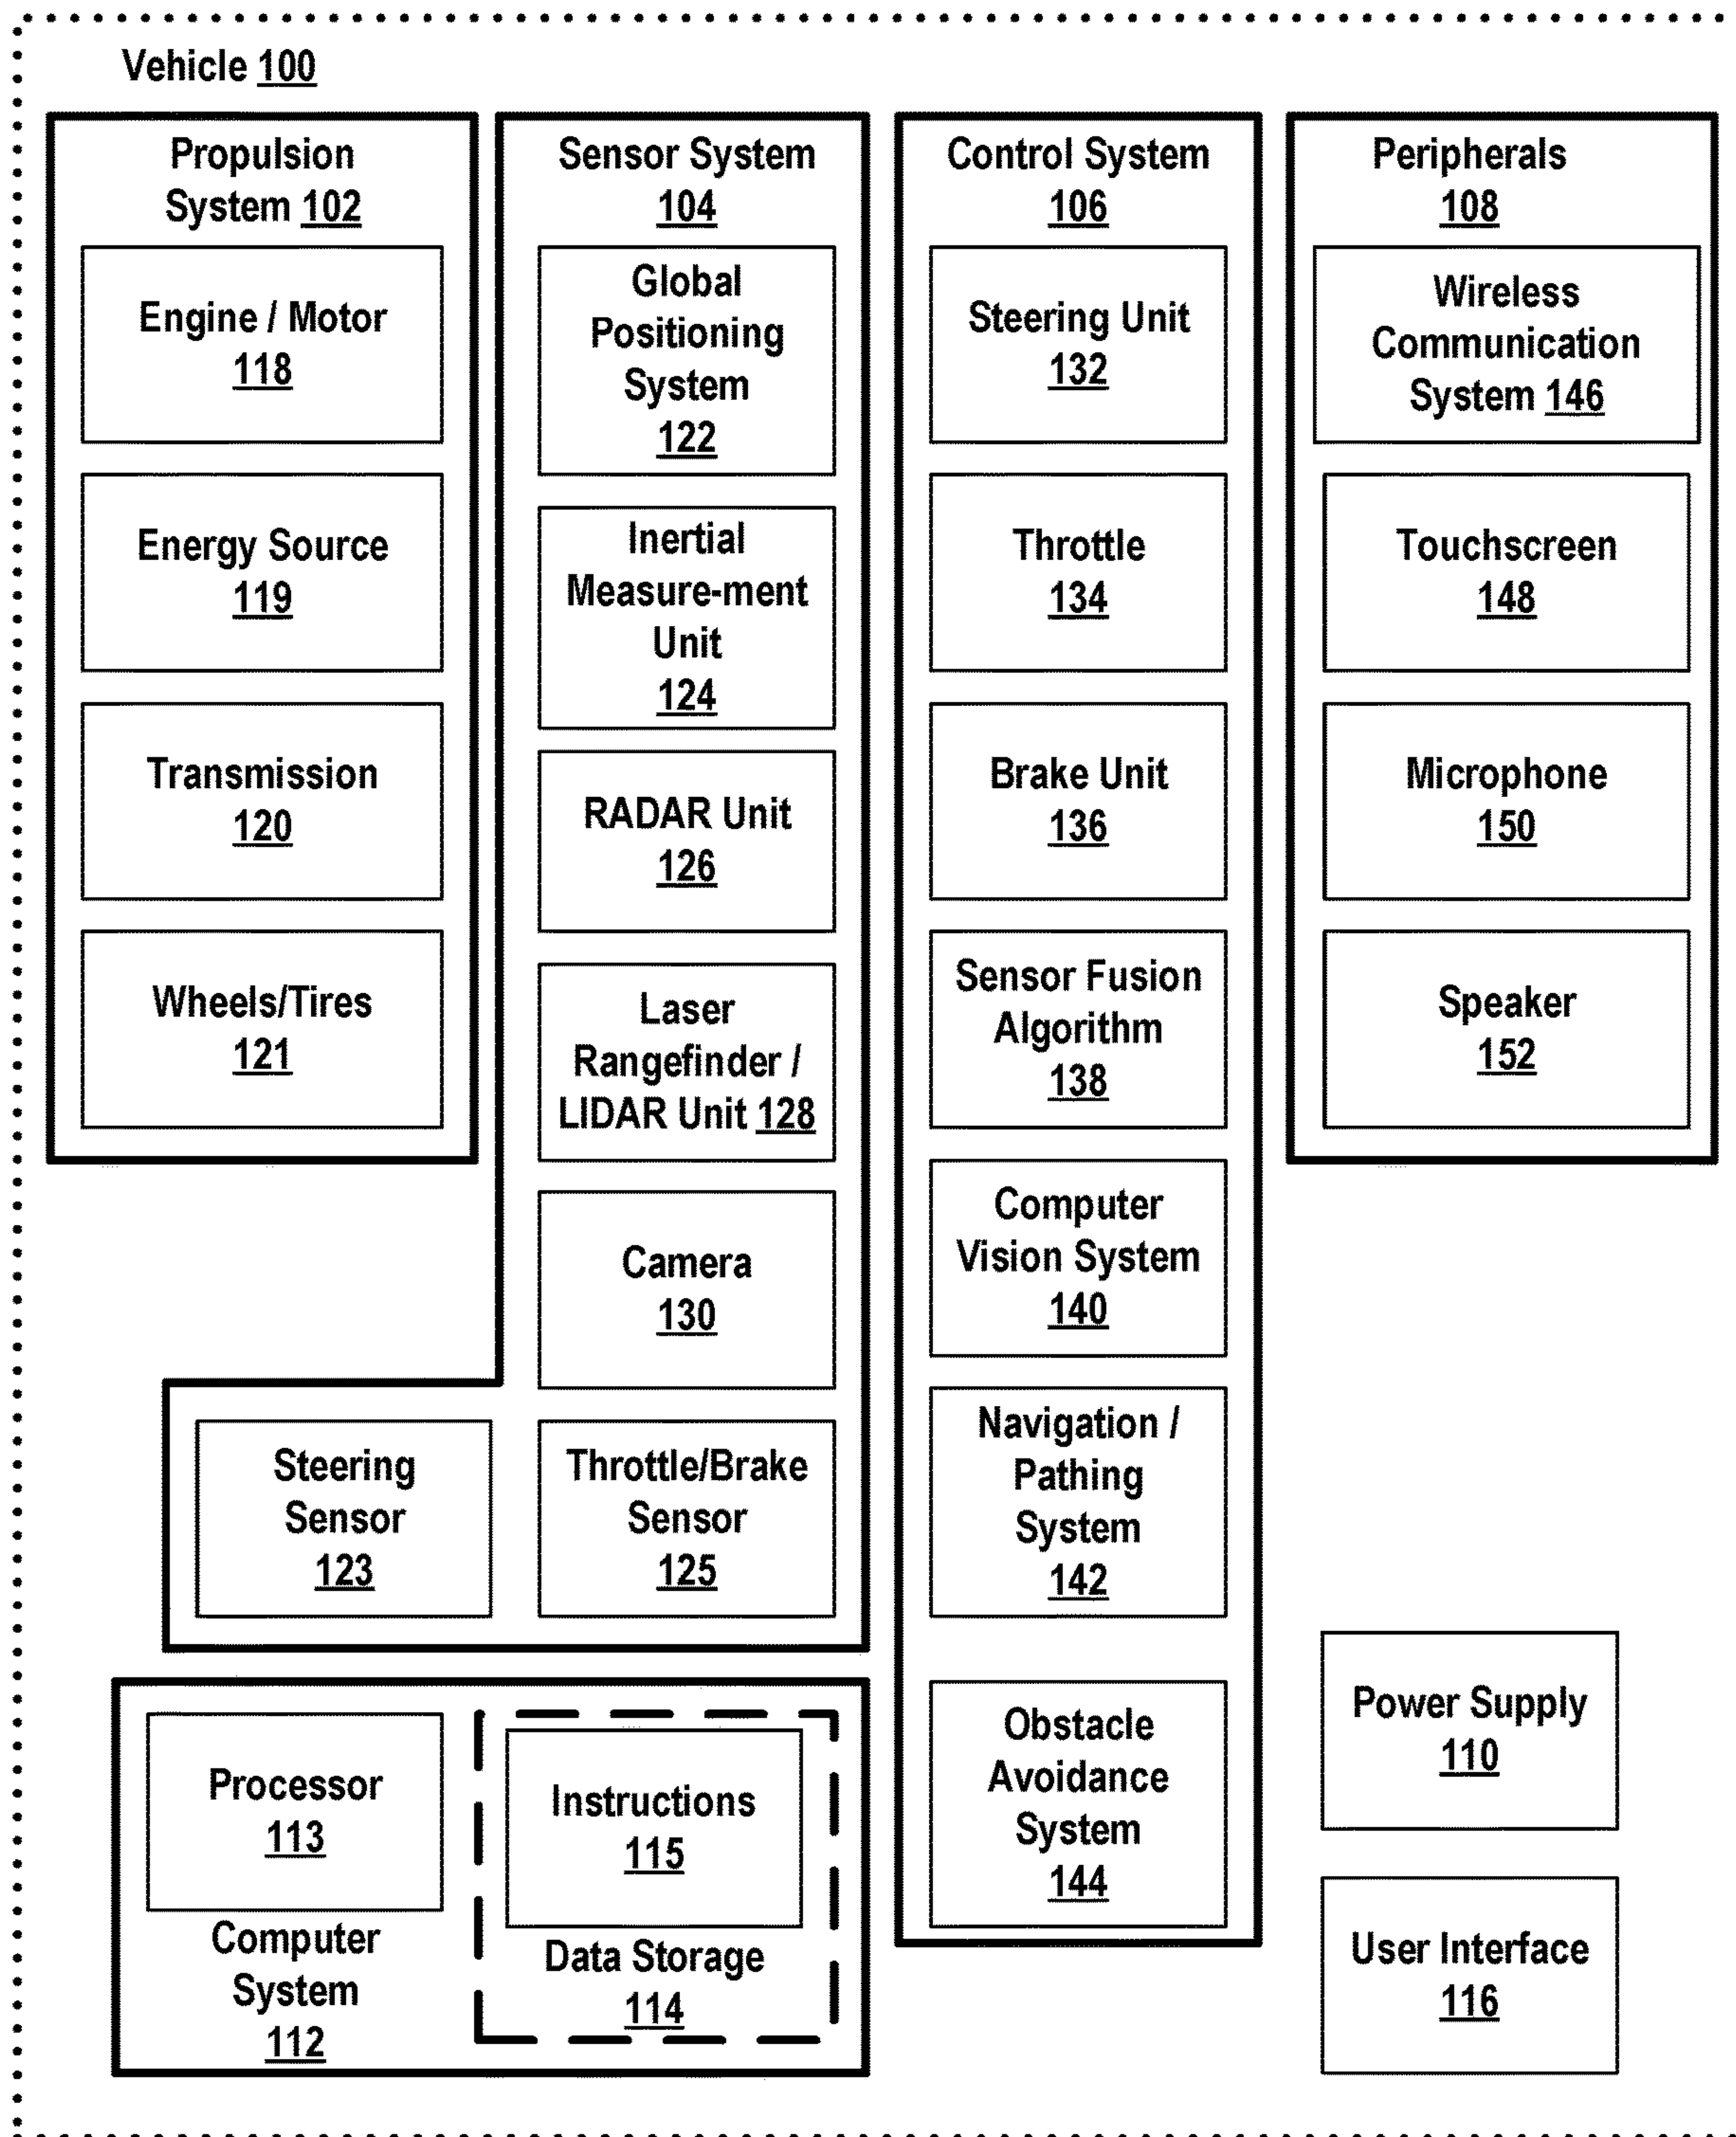 Vehicle 100
Propulsion
System 102
Engine / Motor
118
Energy Source
119
Transmission
120
Wheels/Tires
121
Sensor System
104
Global
Positioning
System
122
Inertial
Measure-ment
Unit
124
RADAR Unit
126
Laser
Rangefinder /
LIDAR Unit 128
Camera
130
Steering
Sensor
123
Throttle/Brake
Sensor
125
Control System
106
Steering Unit
132
Throttle
134
Brake Unit
136
Sensor Fusion
Algorithm
138
Computer
Vision System
140
Navigation /
Pathing
System
142
Obstacle
Avoidance
System
144
Peripherals
108
Wireless
Communication
System 146
Touchscreen
148
Microphone
150
Speaker
152
Processor
113
Computer
System
112
Instructions
115
Data Storage
114
Power Supply
110
User Interface
116